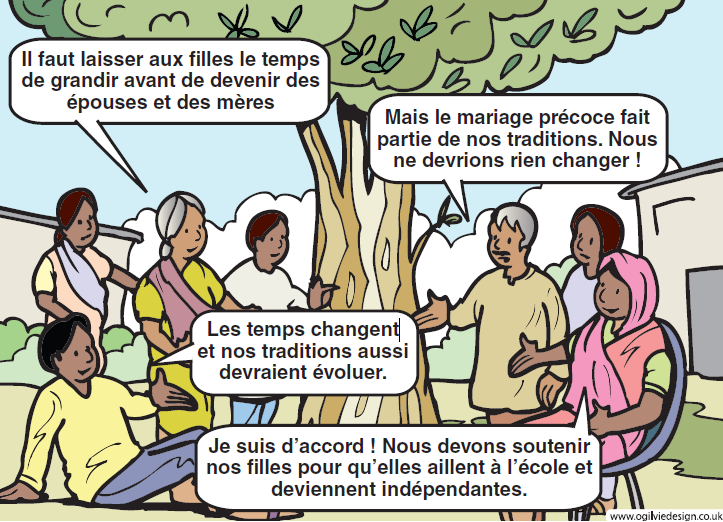 Il faut laisser aux filles le temps
de grandir avant de devenir des
épouses et des mères
Mais le mariage précoce fait
partie de nos traditions. Nous
ne devrions rien changer !
Les temps changent
et nos traditions aussi
devraient évoluer.
Je suis d’accord ! Nous devons soutenir
nos filles pour qu’elles aillent à l’école et
deviennent indépendantes.
www.ogilviedesign.co.uk